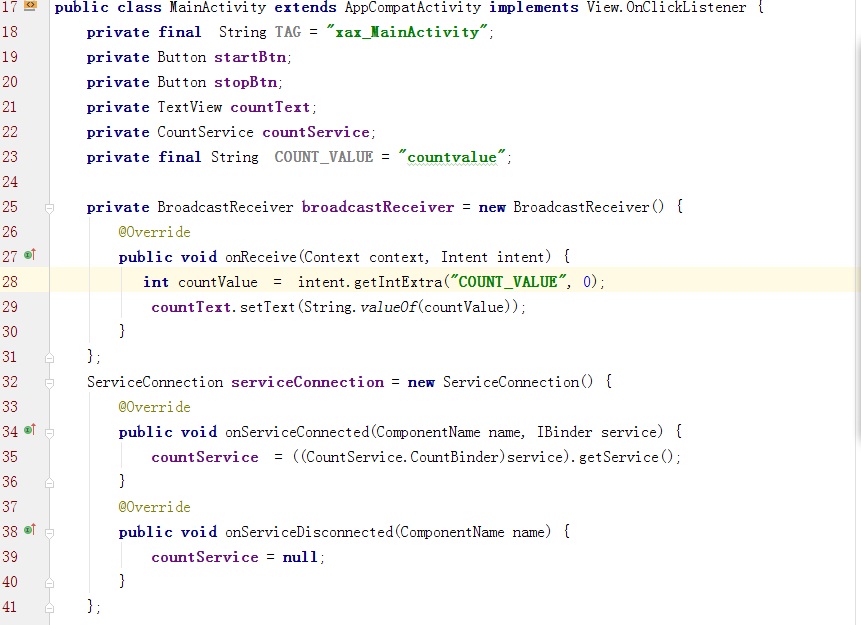 17 public class MainActivity extends AppCompatActivity implements View.OnClickListener {
18 private final String TAG = "xax_MainActivity";
19 private Button startBtn;
20 private Button stopBtn;
21 private TextView countText;
22 private CountService countService;
23 private final String COUNT_VALUE = "countvalue";
24
25 private BroadcastReceiver broadcastReceiver = new BroadcastReceiver() {
26 @Override
27 public void onReceive(Context context, Intent intent) {
28 int countValue = intent.getIntExtra("COUNT_VALUE", 0);
29 countText.setText(String.valueOf(countValue));
30 }
31 };
32 ServiceConnection serviceConnection = new ServiceConnection() {
33 @Override
34 public void onServiceConnected(ComponentName name, IBinder service) {
35 countService = ((CountService.CountBinder)service).getService();
36 }
37 @Override
38 public void onServiceDisconnected(ComponentName name) {
39 countService = null;
40 }
41 };